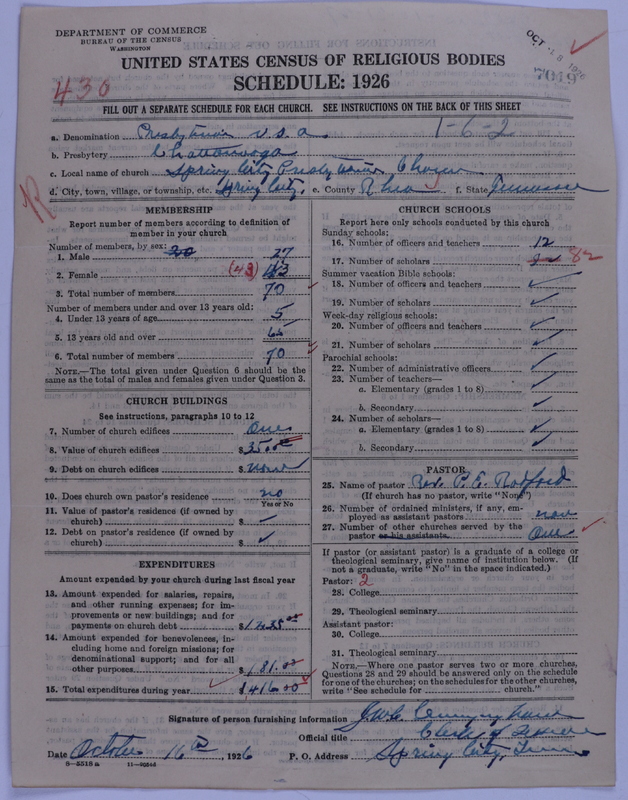 DEPARTMENT OF COMMERCE
BUREAU OF THE CENSUS
WASHINGTON
OCT 18 1926
7019
UNITED STATES CENSUS OF RELIGIOUS BODIES
SCHEDULE: 1926
430
FILL OUT A SEPARATE SCHEDULE FOR EACH CHURCH. SEE INSTRUCTIONS ON THE BACK OF THIS SHEET
a. Denomination Presbyterian U.S.A. 1-6-2
b. Presbytery Chattanooga
c. Local name of church Spring City Presbyterian Church
d. City, town, village, or township, etc. Spring City, e. County Rhea f. State Tennessee
R
MEMBERSHIP
Report number of members according to definition of
member in your church
Number of members, by sex: 20
1. Male 27
2. Female (43) 43
3. Total number of members 70
Number of members under and over 13 years old:
4. Under 13 years of age 5
5. 13 years old and over 65
6. Total number of members 70
NOTE.—The total given under Question 6 should be the
same as the total of males and females given under Question 3.
CHURCH BUILDINGS
See instructions, paragraphs 10 to 12
7. Number of church edifices One
8. Value of church edifices $3500
9. Debt on church edifices $ None
10. Does church own pastor's residence no
Yes or No
11. Value of pastor's residence (if owned by
church) $
12. Debt on pastor's residence (if owned by
church) $
EXPENDITURES
Amount expended by your church during last fiscal year
13. Amount expended for salaries, repairs,
and other running expenses; for im-
provements or new buildings; and for
payments on church debt $
14. Amount expended for benevolences, in-
cluding home and foreign missions; for
denominational support; and for all
other purposes $181.00
15. Total expenditures during year $
CHURCH SCHOOLS
Report here only schools conducted by this church
Sunday schools:
16. Number of officers and teachers 12
17. Number of scholars 82
Summer vacation Bible schools:
18. Number of officers and teachers
19. Number of scholars
Week-day religious schools:
20. Number of officers and teachers
21. Number of scholars
Parochial schools:
22. Number of administrative officers
23. Number of teachers—
a. Elementary (grades 1 to 8)
b. Secondary
24. Number of scholars—
a. Elementary (grades 1 to 8)
b. Secondary
PASTOR
25. Name of pastor Rev. P. E.
(If church has no pastor, write "None")
26. Number of ordained ministers, if any, em-
ployed as assistant pastors none
27. Number of other churches served by the
pastor or his assistants One
If pastor (or assistant pastor) is a graduate of a college or
theological seminary, give name of institution below. (If
not a graduate, write "No" in the space indicated.)
Pastor: 2
28. College
29. Theological seminary
Assistant pastor:
30. College
31. Theological seminary
NOTE.—Where one pastor serves two or more churches,
Questions 28 and 29 should be answered only on the schedule
for one of the churches; on the schedules for the other churches,
write "See schedule for church."
Signature of person furnishing information
Official title Clerk of Session
Date October 16th, 1926 P. O. Address Spring City, Tenn
8—5518 a 11—9034